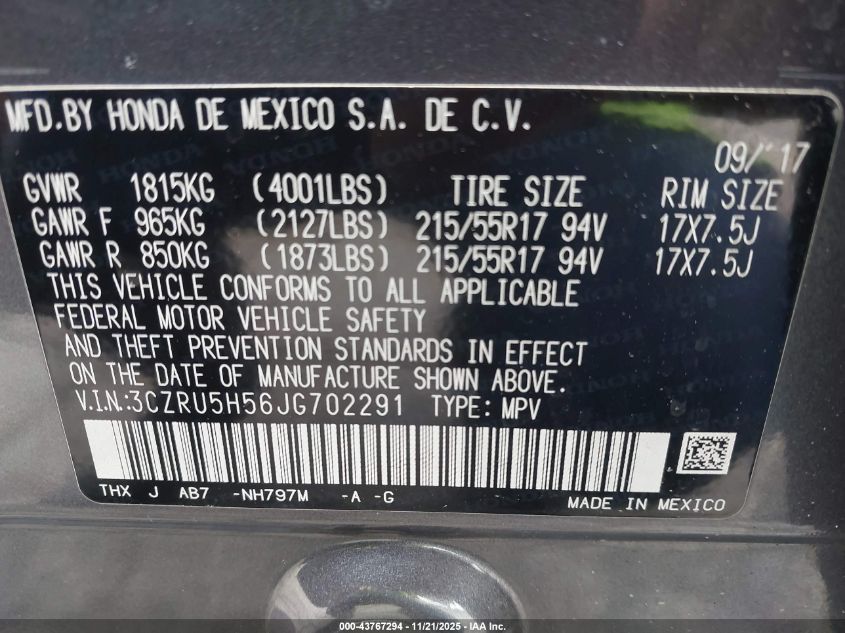 MFD.BY HONDA DE MEXICO S.A. DE C.V.
09/'17
GVWR 1815KG (4001LBS) TIRE SIZE RIM SIZE
GAWR F 965KG (2127LBS) 215/55R17 94V 17X7.5J
GAWR R 850KG (1873LBS) 215/55R17 94V 17X7.5J
THIS VEHICLE CONFORMS TO ALL APPLICABLE
FEDERAL MOTOR VEHICLE SAFETY
AND THEFT PREVENTION STANDARDS IN EFFECT
ON THE DATE OF MANUFACTURE SHOWN ABOVE.
V.I.N.:3CZRU5H56JG702291 TYPE: MPV
THX J AB7 -NH797M -A -G MADE IN MEXICO
000-43767294 - 11/21/2025 - IAA Inc.